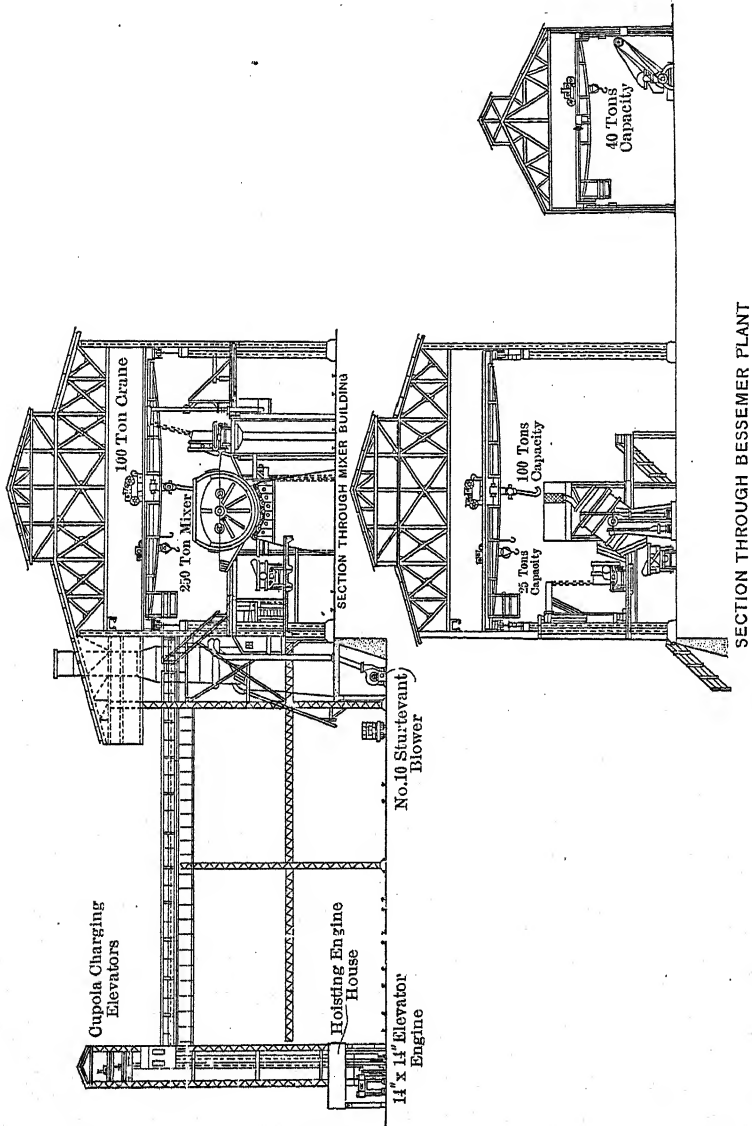 Cupola Charging
Elevators
Hoisting Engine
House
14" x 14" Elevator
Engine
No.10 Sturtevant
Blower
100 Ton Crane
250 Ton Mixer
SECTION THROUGH MIXER BUILDING
25 Tons
Capacity
100 Tons
Capacity
40 Tons
Capacity
SECTION THROUGH BESSEMER PLANT